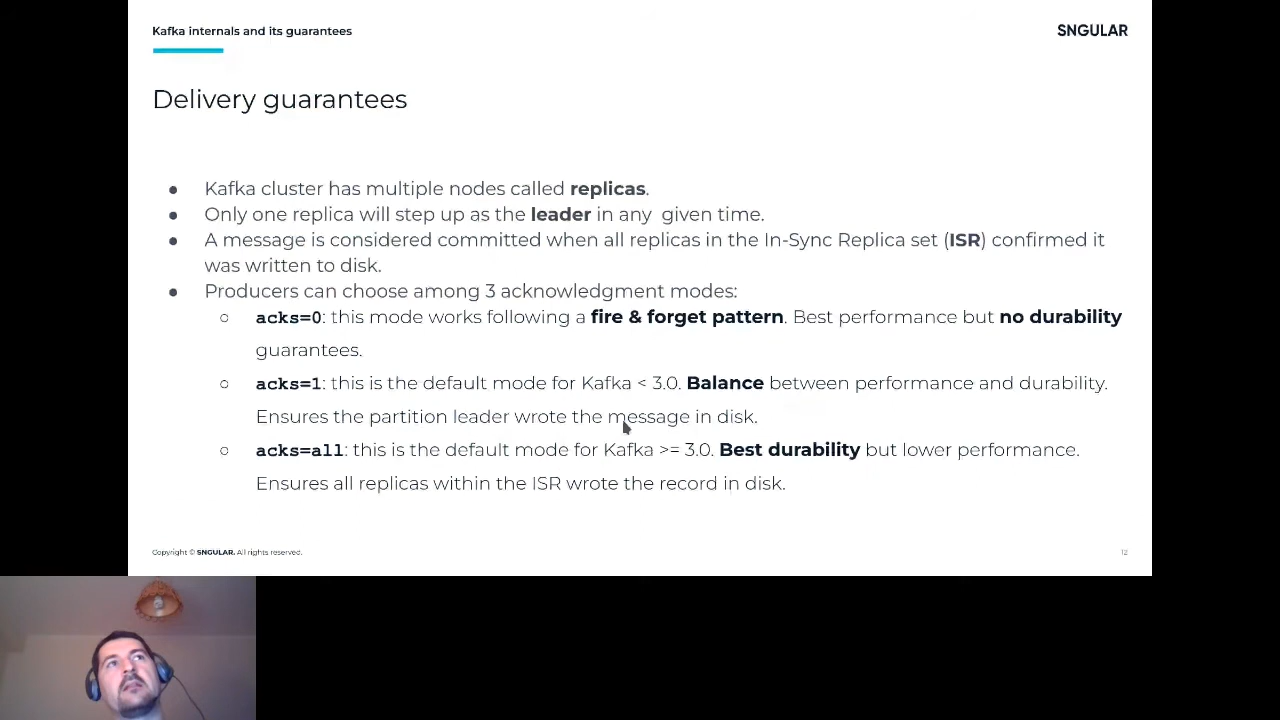 Kafka internals and its guarantees
SNGULAR
Delivery guarantees
● Kafka cluster has multiple nodes called replicas.
● Only one replica will step up as the leader in any  given time.
● A message is considered committed when all replicas in the In-Sync Replica set (ISR) confirmed it
was written to disk.
● Producers can choose among 3 acknowledgment modes:
○ acks=0: this mode works following a fire & forget pattern. Best performance but no durability
guarantees.
○ acks=1: this is the default mode for Kafka < 3.0. Balance between performance and durability.
Ensures the partition leader wrote the message in disk.
○ acks=all: this is the default mode for Kafka >= 3.0. Best durability but lower performance.
Ensures all replicas within the ISR wrote the record in disk.
Copyright © SNGULAR. All rights reserved.
12